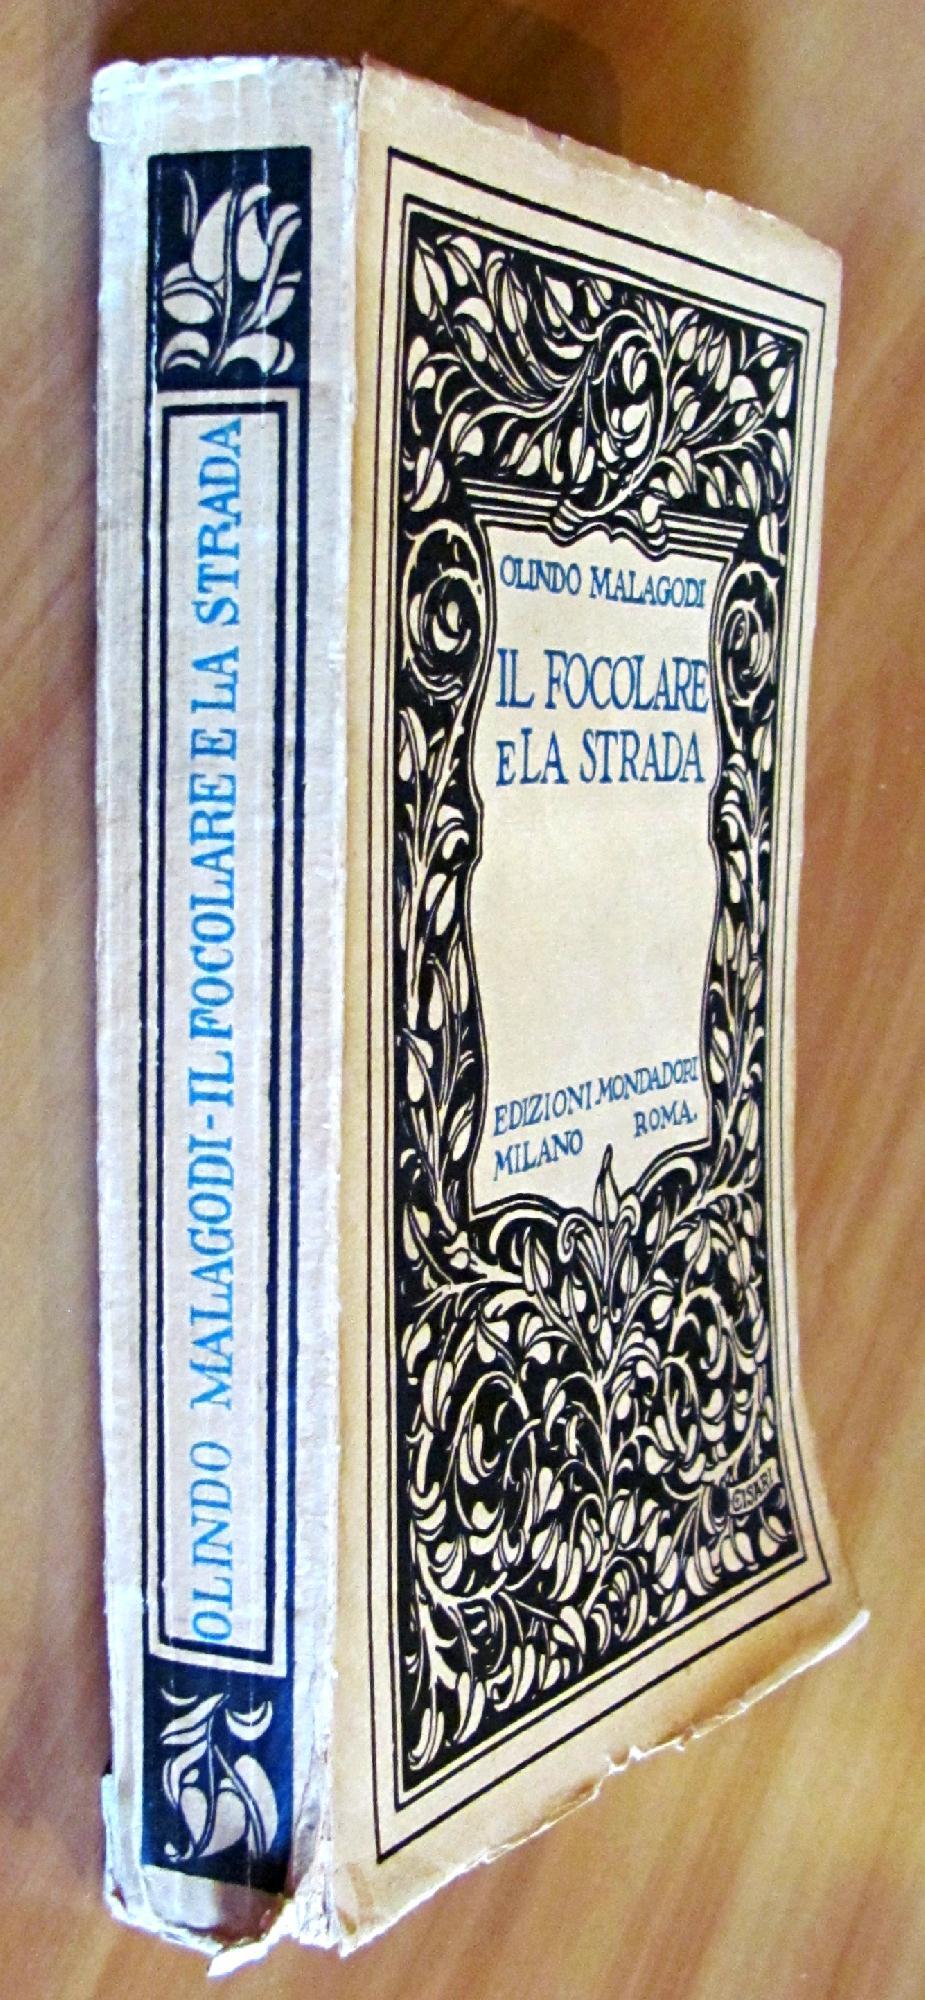 OLINDO MALAGODI-IL FOCOLARE E LA STRADA
OLINDO MALAGODI
IL FOCOLARE
E LA STRADA
EDIZIONI MONDADORI
MILANO ROMA.
CISARI